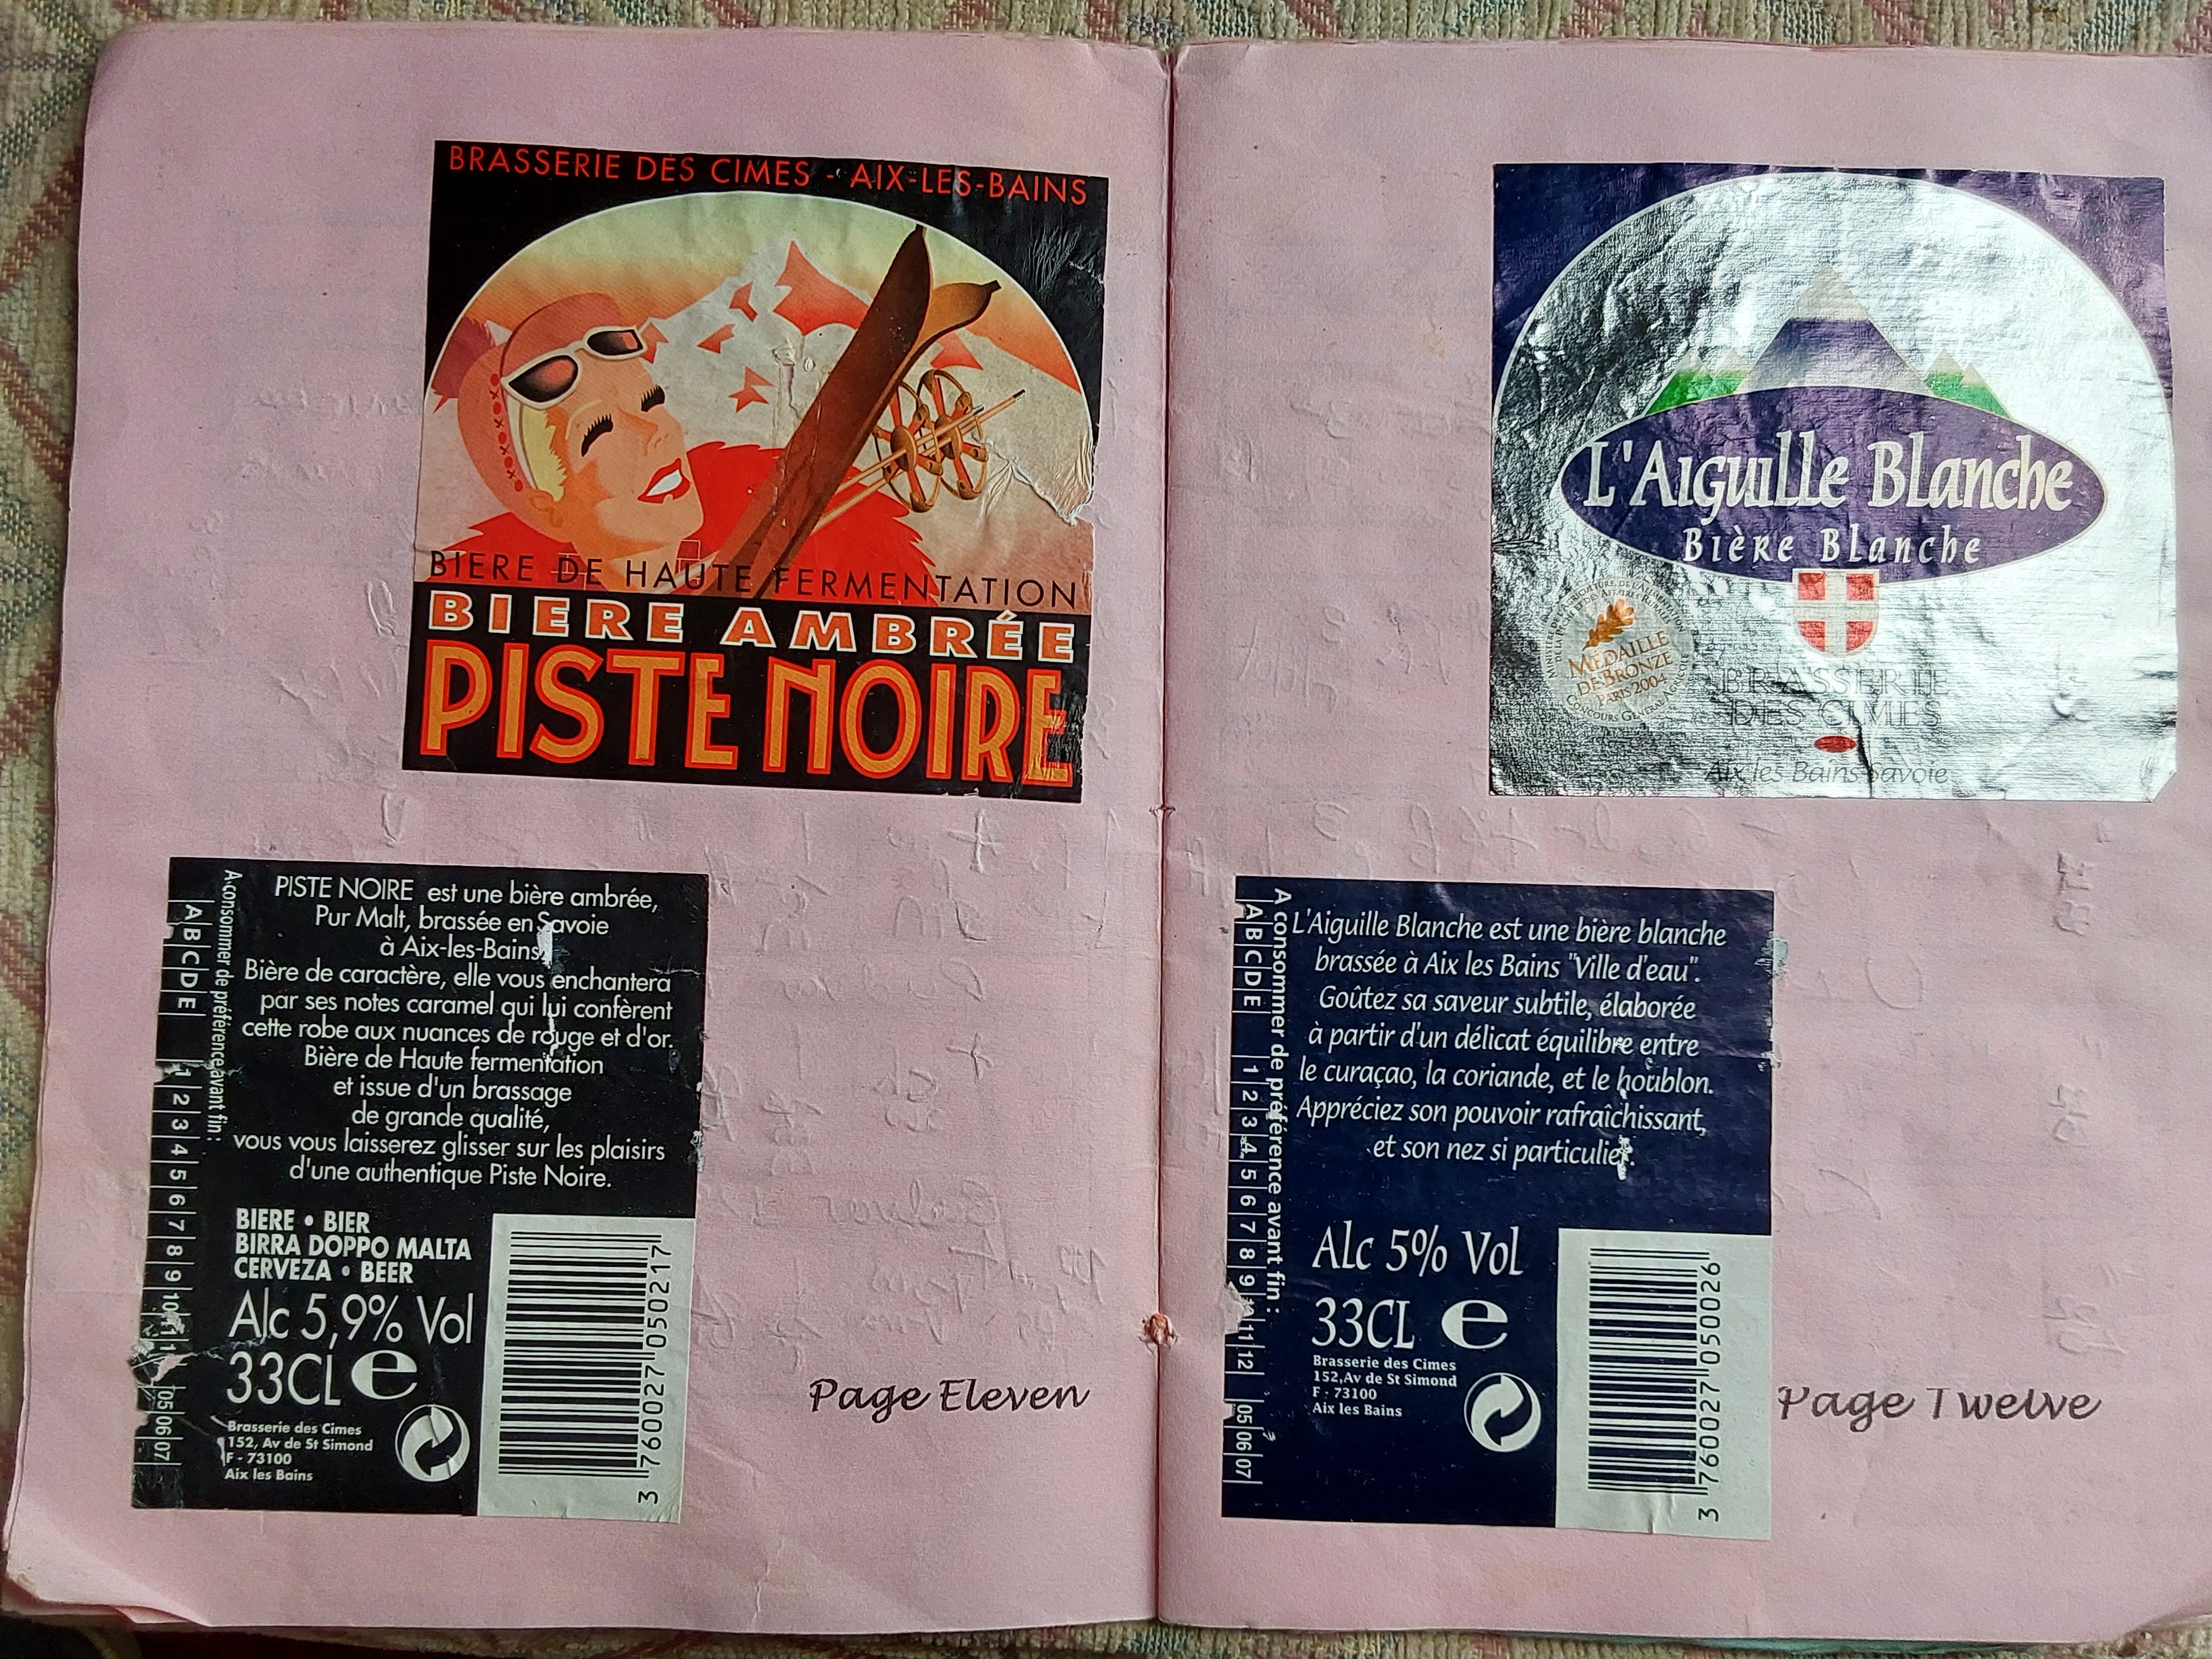 BRASSERIE DES CIMES - AIX-LES-BAINS
BIERE DE HAUTE FERMENTATION
BIERE AMBRÉE
PISTE NOIRE
PISTE NOIRE est une bière ambrée,
Pur Malt, brassée en Savoie
à Aix-les-Bains.
Bière de caractère, elle vous enchantera
par ses notes caramel qui lui confèrent
cette robe aux nuances de rouge et d'or.
Bière de Haute fermentation
et issue d'un brassage
de grande qualité,
vous vous laisserez glisser sur les plaisirs
d'une authentique Piste Noire.
A consommer de préférence avant fin :
A B C D E 1 2 3 4 5 6 7 8 9 10 11 05 06 07
BIERE • BIER
BIRRA DOPPO MALTA
CERVEZA • BEER
Alc 5,9% Vol
33CL e
Brasserie des Cimes
152, Av de St Simond
F - 73100
Aix les Bains
3 760027 050217
Page Eleven
L'Aiguille Blanche
Bière Blanche
MÉDAILLE
DE BRONZE
PARIS 2004
CONCOURS GÉNÉRAL AGRICOLE
BRASSERIE
DES CIMES
Aix les Bains Savoie
L'Aiguille Blanche est une bière blanche
brassée à Aix les Bains "Ville d'eau".
Goûtez sa saveur subtile, élaborée
à partir d'un délicat équilibre entre
le curaçao, la coriande, et le houblon.
Appréciez son pouvoir rafraîchissant,
et son nez si particulier.
A consommer de préférence avant fin :
A B C D E 1 2 3 4 5 6 7 8 9 10 11 12 05 06 07
Alc 5% Vol
33CL e
Brasserie des Cimes
152,Av de St Simond
F - 73100
Aix les Bains
3 760027 050026
Page Twelve